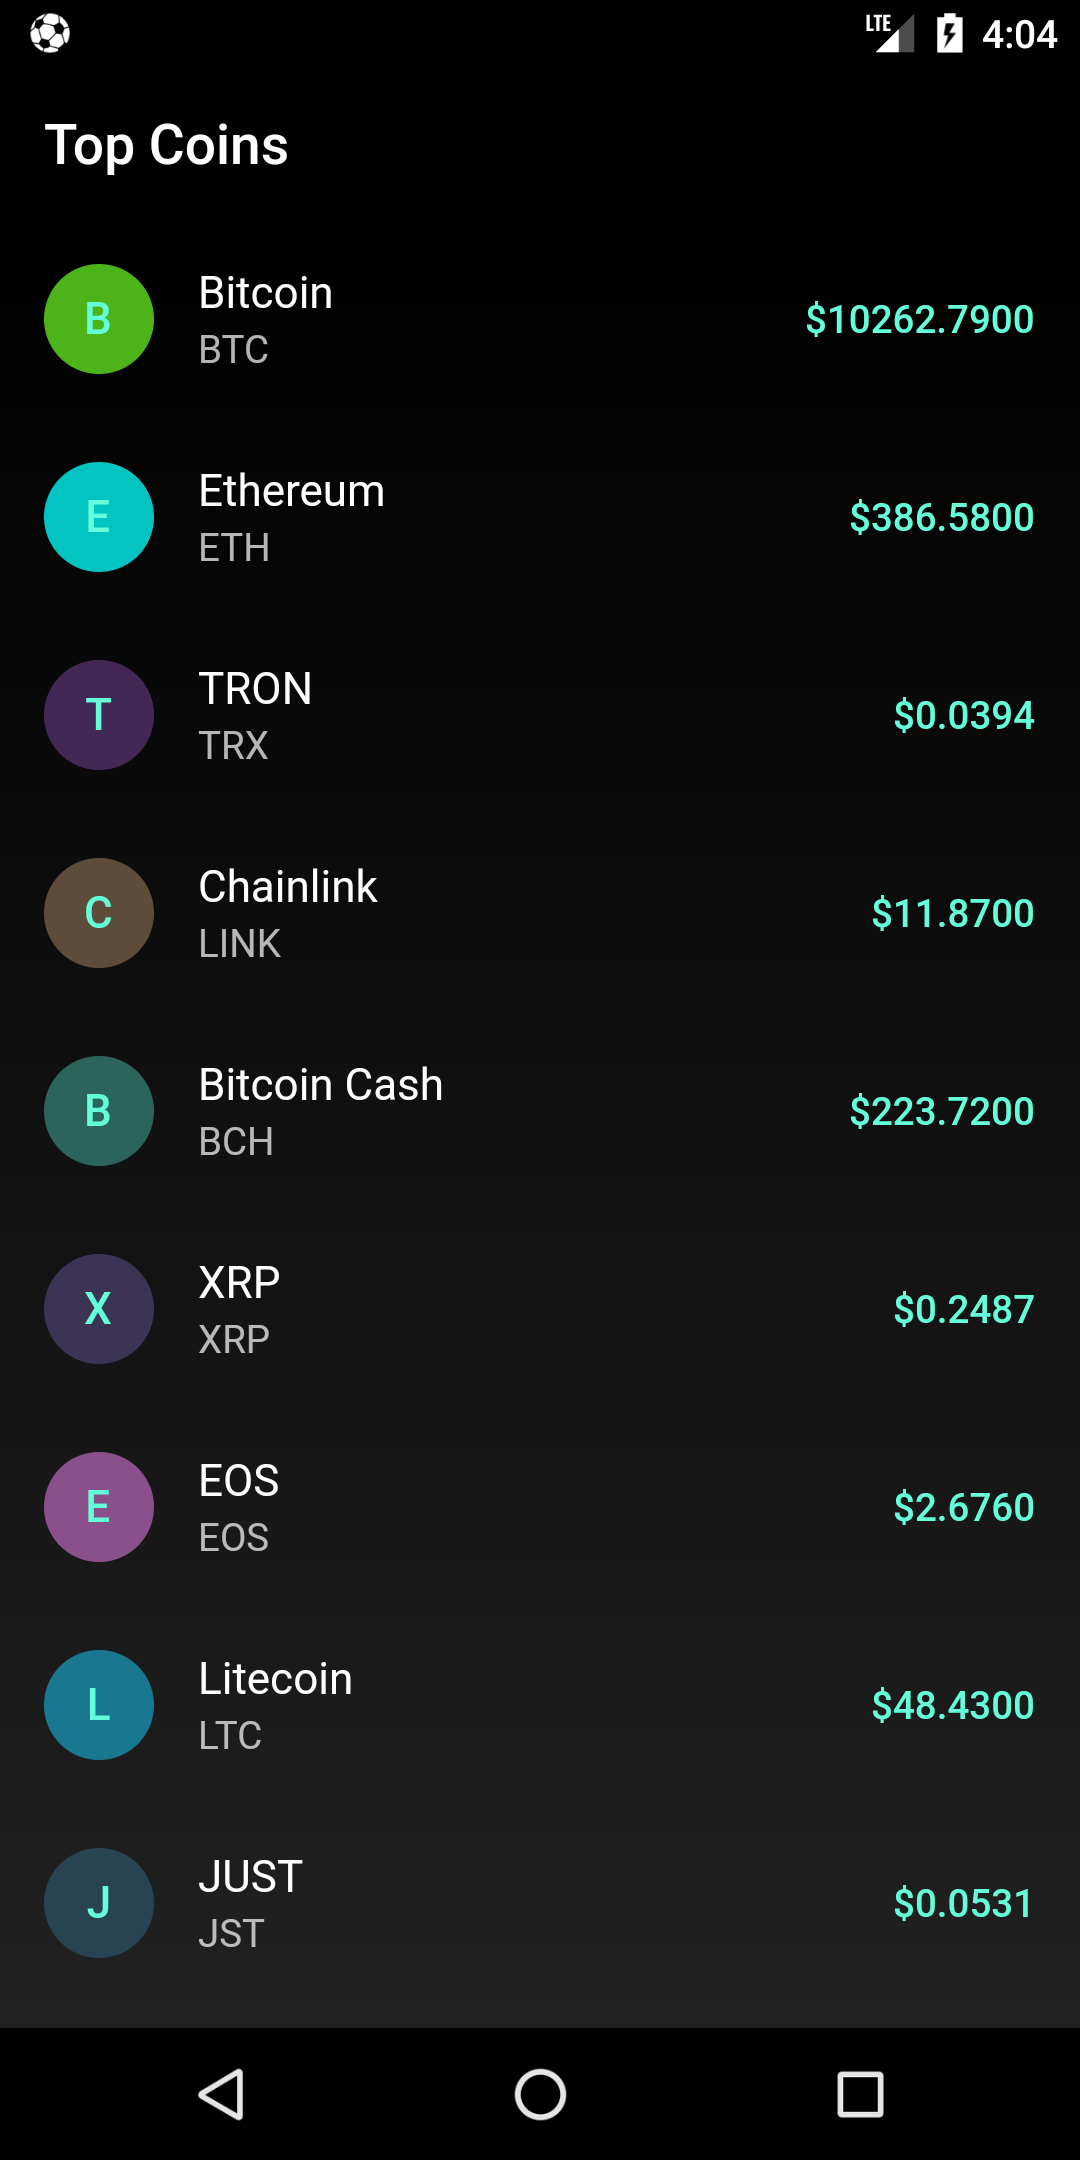 LTE 4:04
Top Coins
B Bitcoin $10262.7900
BTC
E Ethereum $386.5800
ETH
T TRON $0.0394
TRX
C Chainlink $11.8700
LINK
B Bitcoin Cash $223.7200
BCH
X XRP $0.2487
XRP
E EOS $2.6760
EOS
L Litecoin $48.4300
LTC
J JUST $0.0531
JST